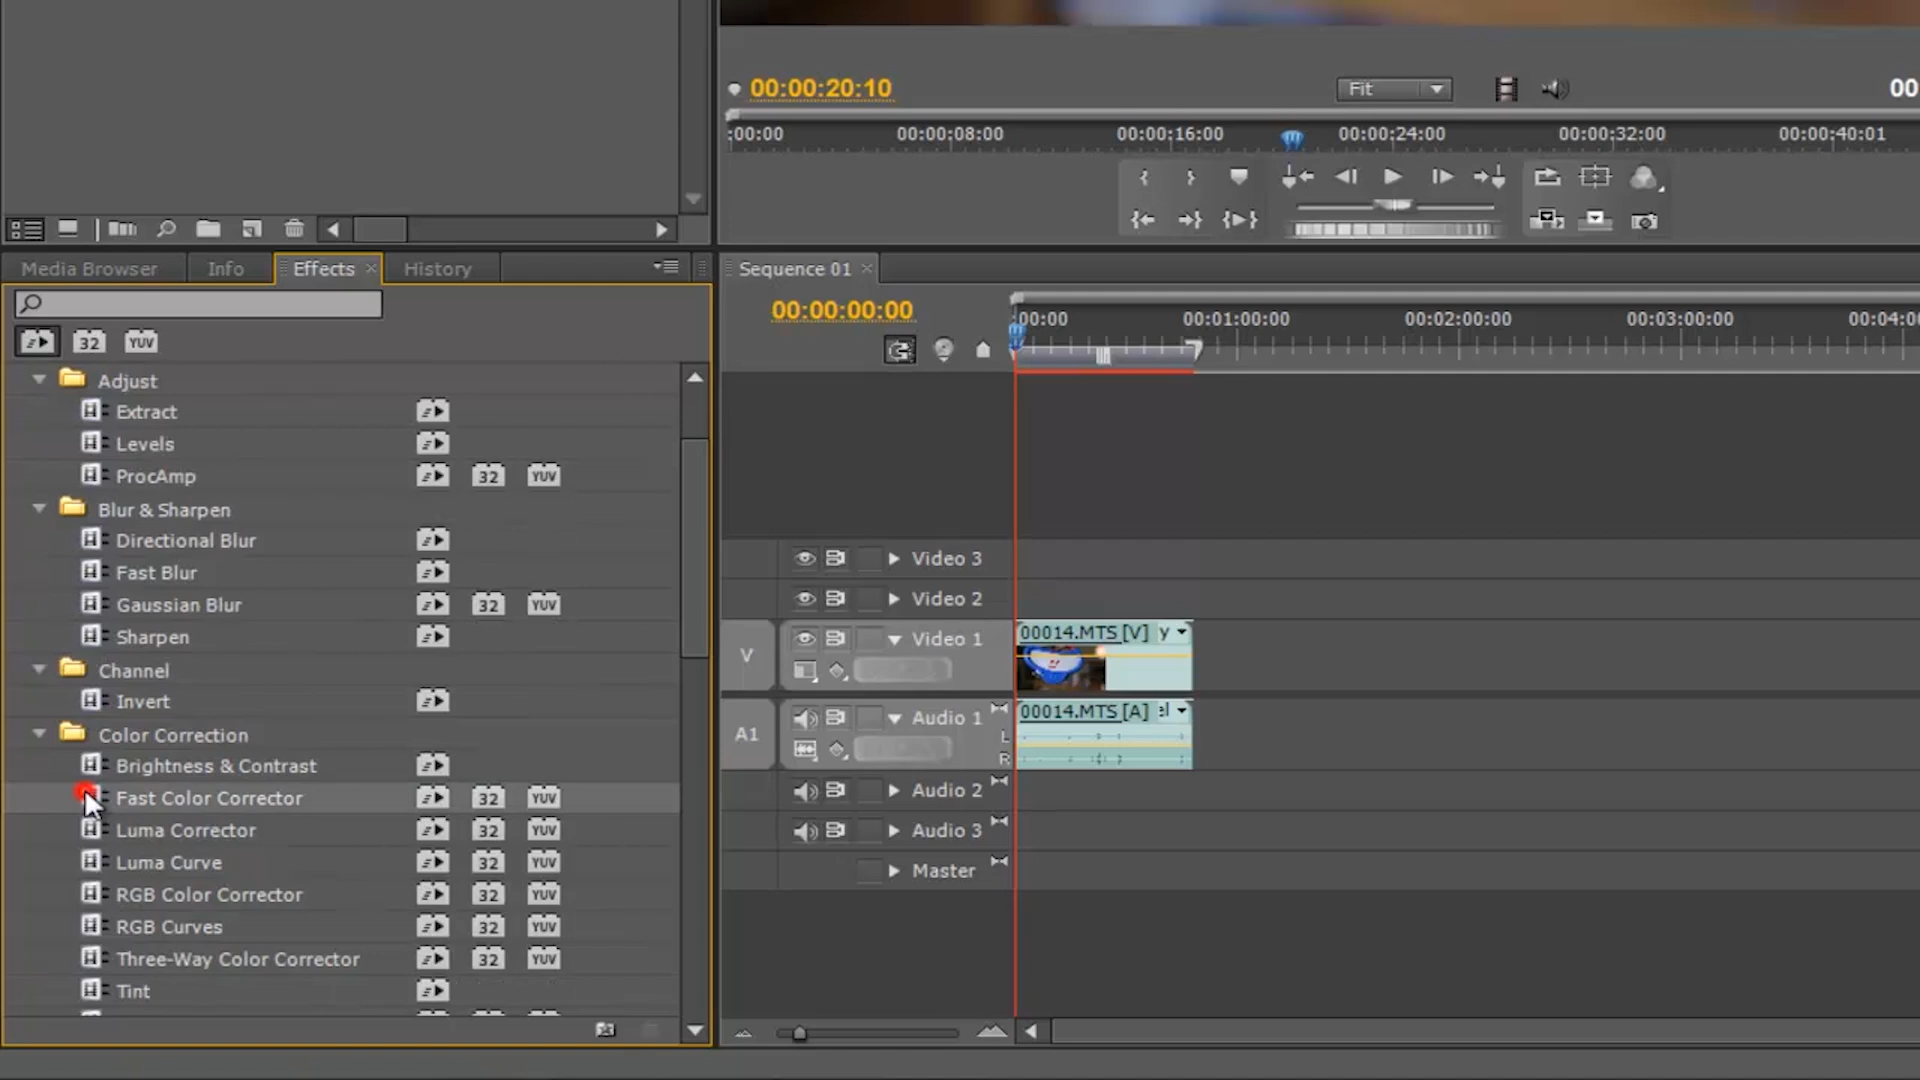 00:00:20:10
Fit
00
:00:00
00:00:08:00
00:00:16:00
00:00:24:00
00:00:32:00
00:00:40:01
Media Browser
Info
Effects
History
Sequence 01
00:00:00:00
:00:00
00:01:00:00
00:02:00:00
00:03:00:00
00:04:0
32
YUV
Adjust
Extract
Levels
ProcAmp 32 YUV
Blur & Sharpen
Directional Blur
Fast Blur
Gaussian Blur 32 YUV
Sharpen
Channel
Invert
Color Correction
Brightness & Contrast
Fast Color Corrector 32 YUV
Luma Corrector 32 YUV
Luma Curve 32 YUV
RGB Color Corrector 32 YUV
RGB Curves 32 YUV
Three-Way Color Corrector 32 YUV
Tint
Video 3
Video 2
V
Video 1
00014.MTS [V] y
A1
Audio 1
L
R
00014.MTS [A] el
Audio 2
Audio 3
Master